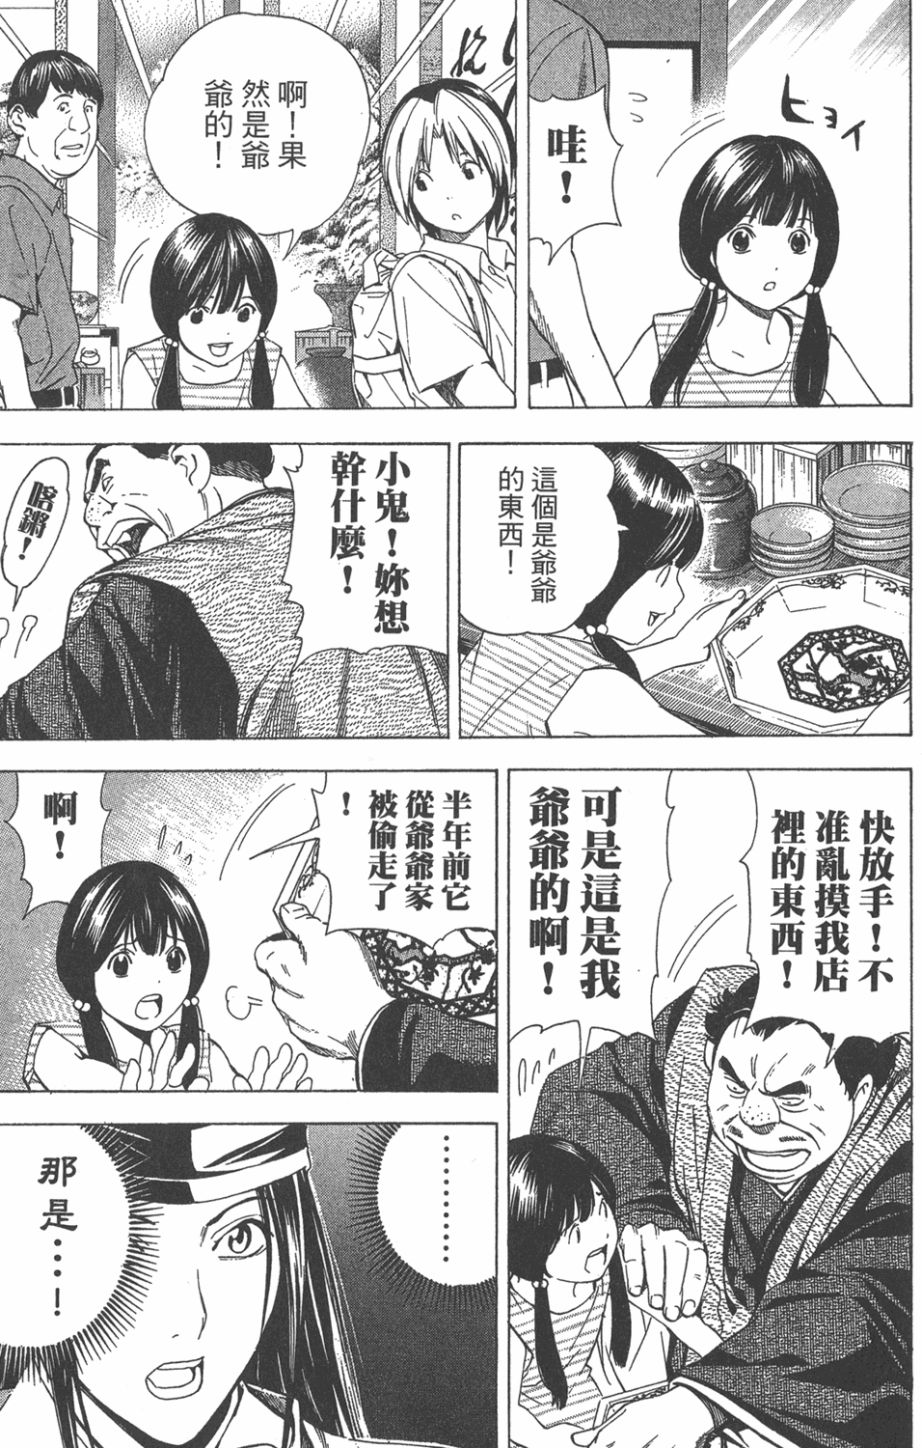 哇！
ヒョイ
啊！果
然是爺
爺的！
這個是爺爺
的東西！
小鬼！妳想
幹什麼！
喀鏘！
快放手！不
准亂摸我店
裡的東西！
可是這是我
爺爺的啊！
半年前它
從爺爺家
被偷走了
！
啊！
………
那是…！